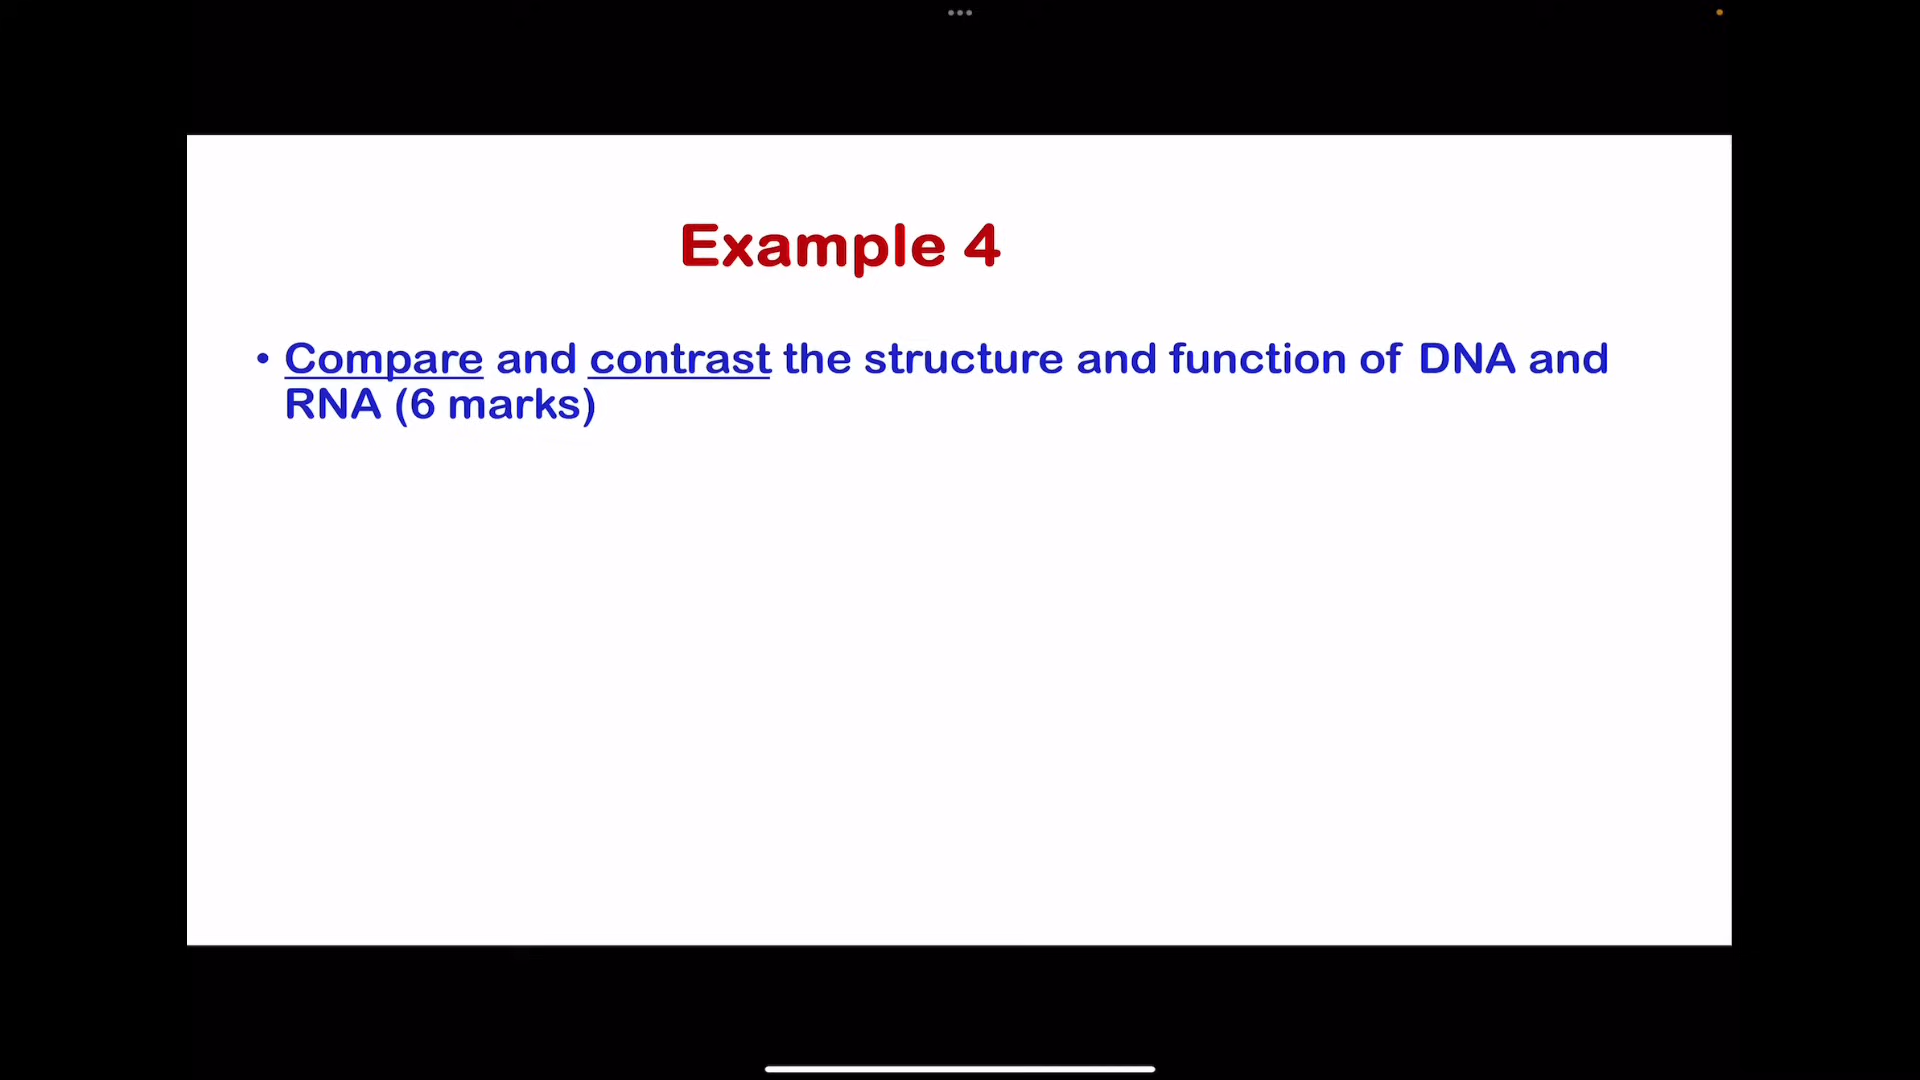 Example 4
• Compare and contrast the structure and function of DNA and
RNA (6 marks)